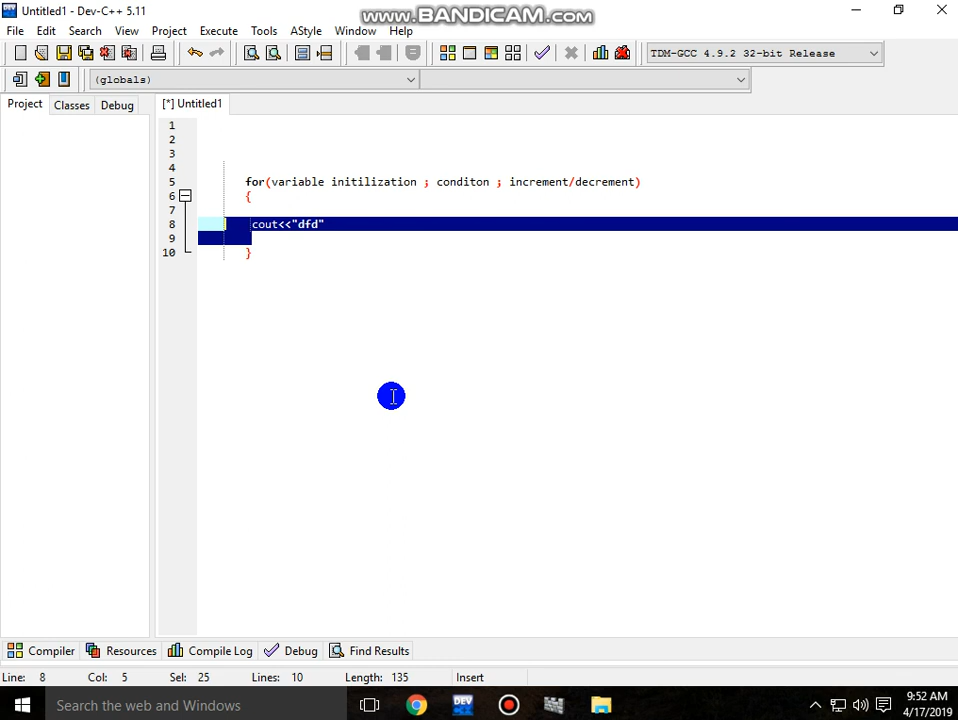 Untitled1 - Dev-C++ 5.11
www.BANDICAM.com
File Edit Search View Project Execute Tools AStyle Window Help
TDM-GCC 4.9.2 32-bit Release
(globals)
Project Classes Debug [*] Untitled1
1
2
3
4
5 for(variable initilization ; conditon ; increment/decrement)
6 {
7
8 cout<<"dfd"
9
10 }
Compiler Resources Compile Log Debug Find Results
Line: 8 Col: 5 Sel: 25 Lines: 10 Length: 135 Insert
Search the web and Windows
DEV
9:52 AM
4/17/2019